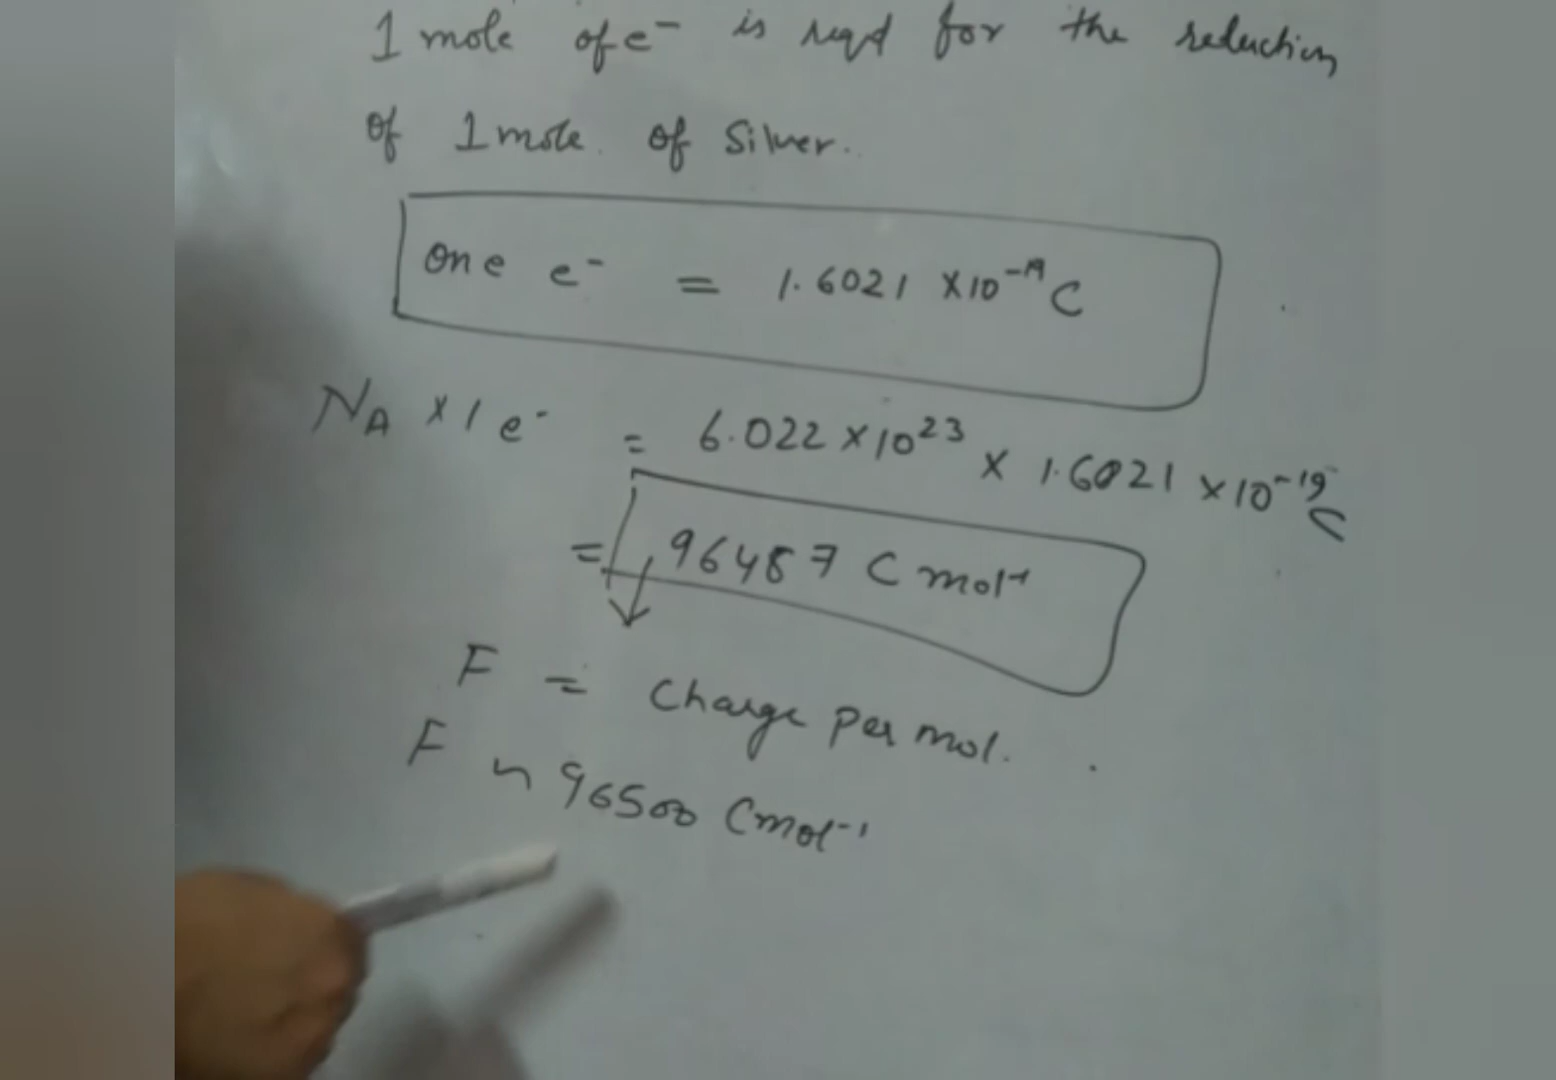 1 mole of e⁻ is reqd for the reduction
of 1 mole of Silver.
One e⁻ = 1.6021 ×10⁻¹⁹ C
N_A × 1 e⁻ = 6.022 ×10²³ × 1.6021 ×10⁻¹⁹ C
= 96487 C mol⁻¹
F = Charge per mol.
F ~ 96500 C mol⁻¹